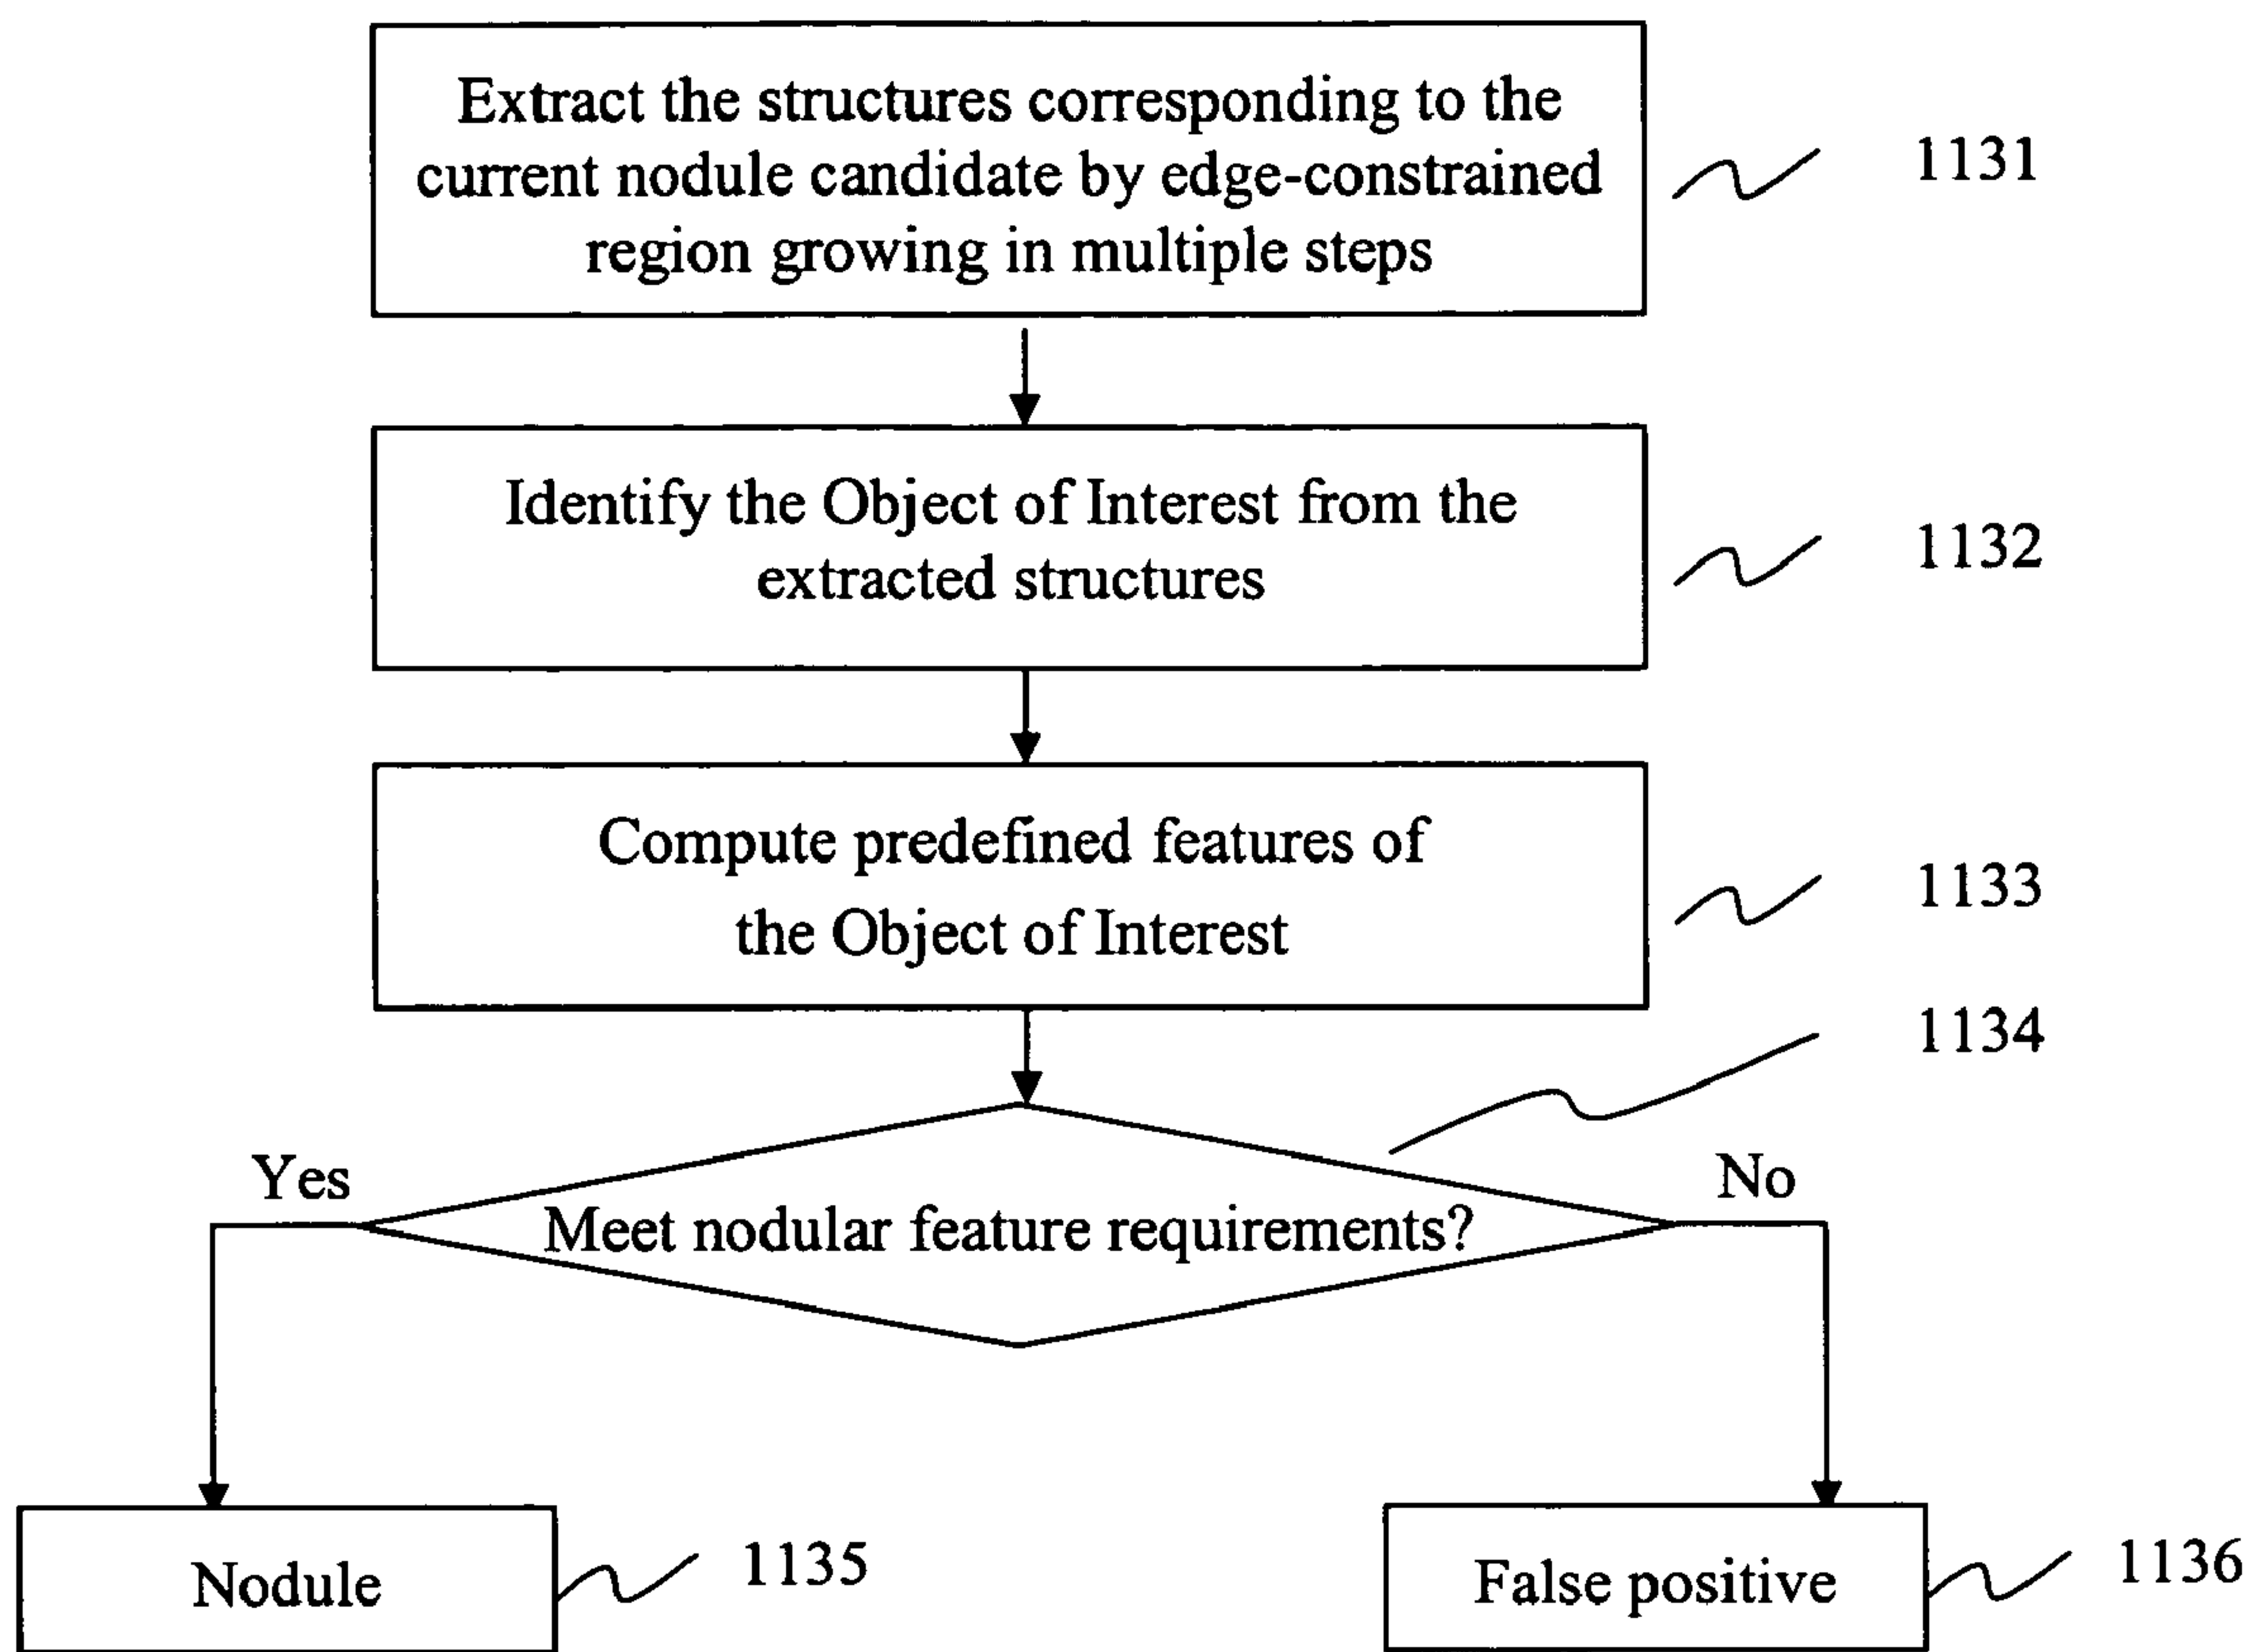 Extract the structures corresponding to the
current nodule candidate by edge-constrained
region growing in multiple steps
1131
Identify the Object of Interest from the
extracted structures
1132
Compute predefined features of
the Object of Interest
1133
1134
Yes
No
Meet nodular feature requirements?
Nodule
1135
False positive
1136